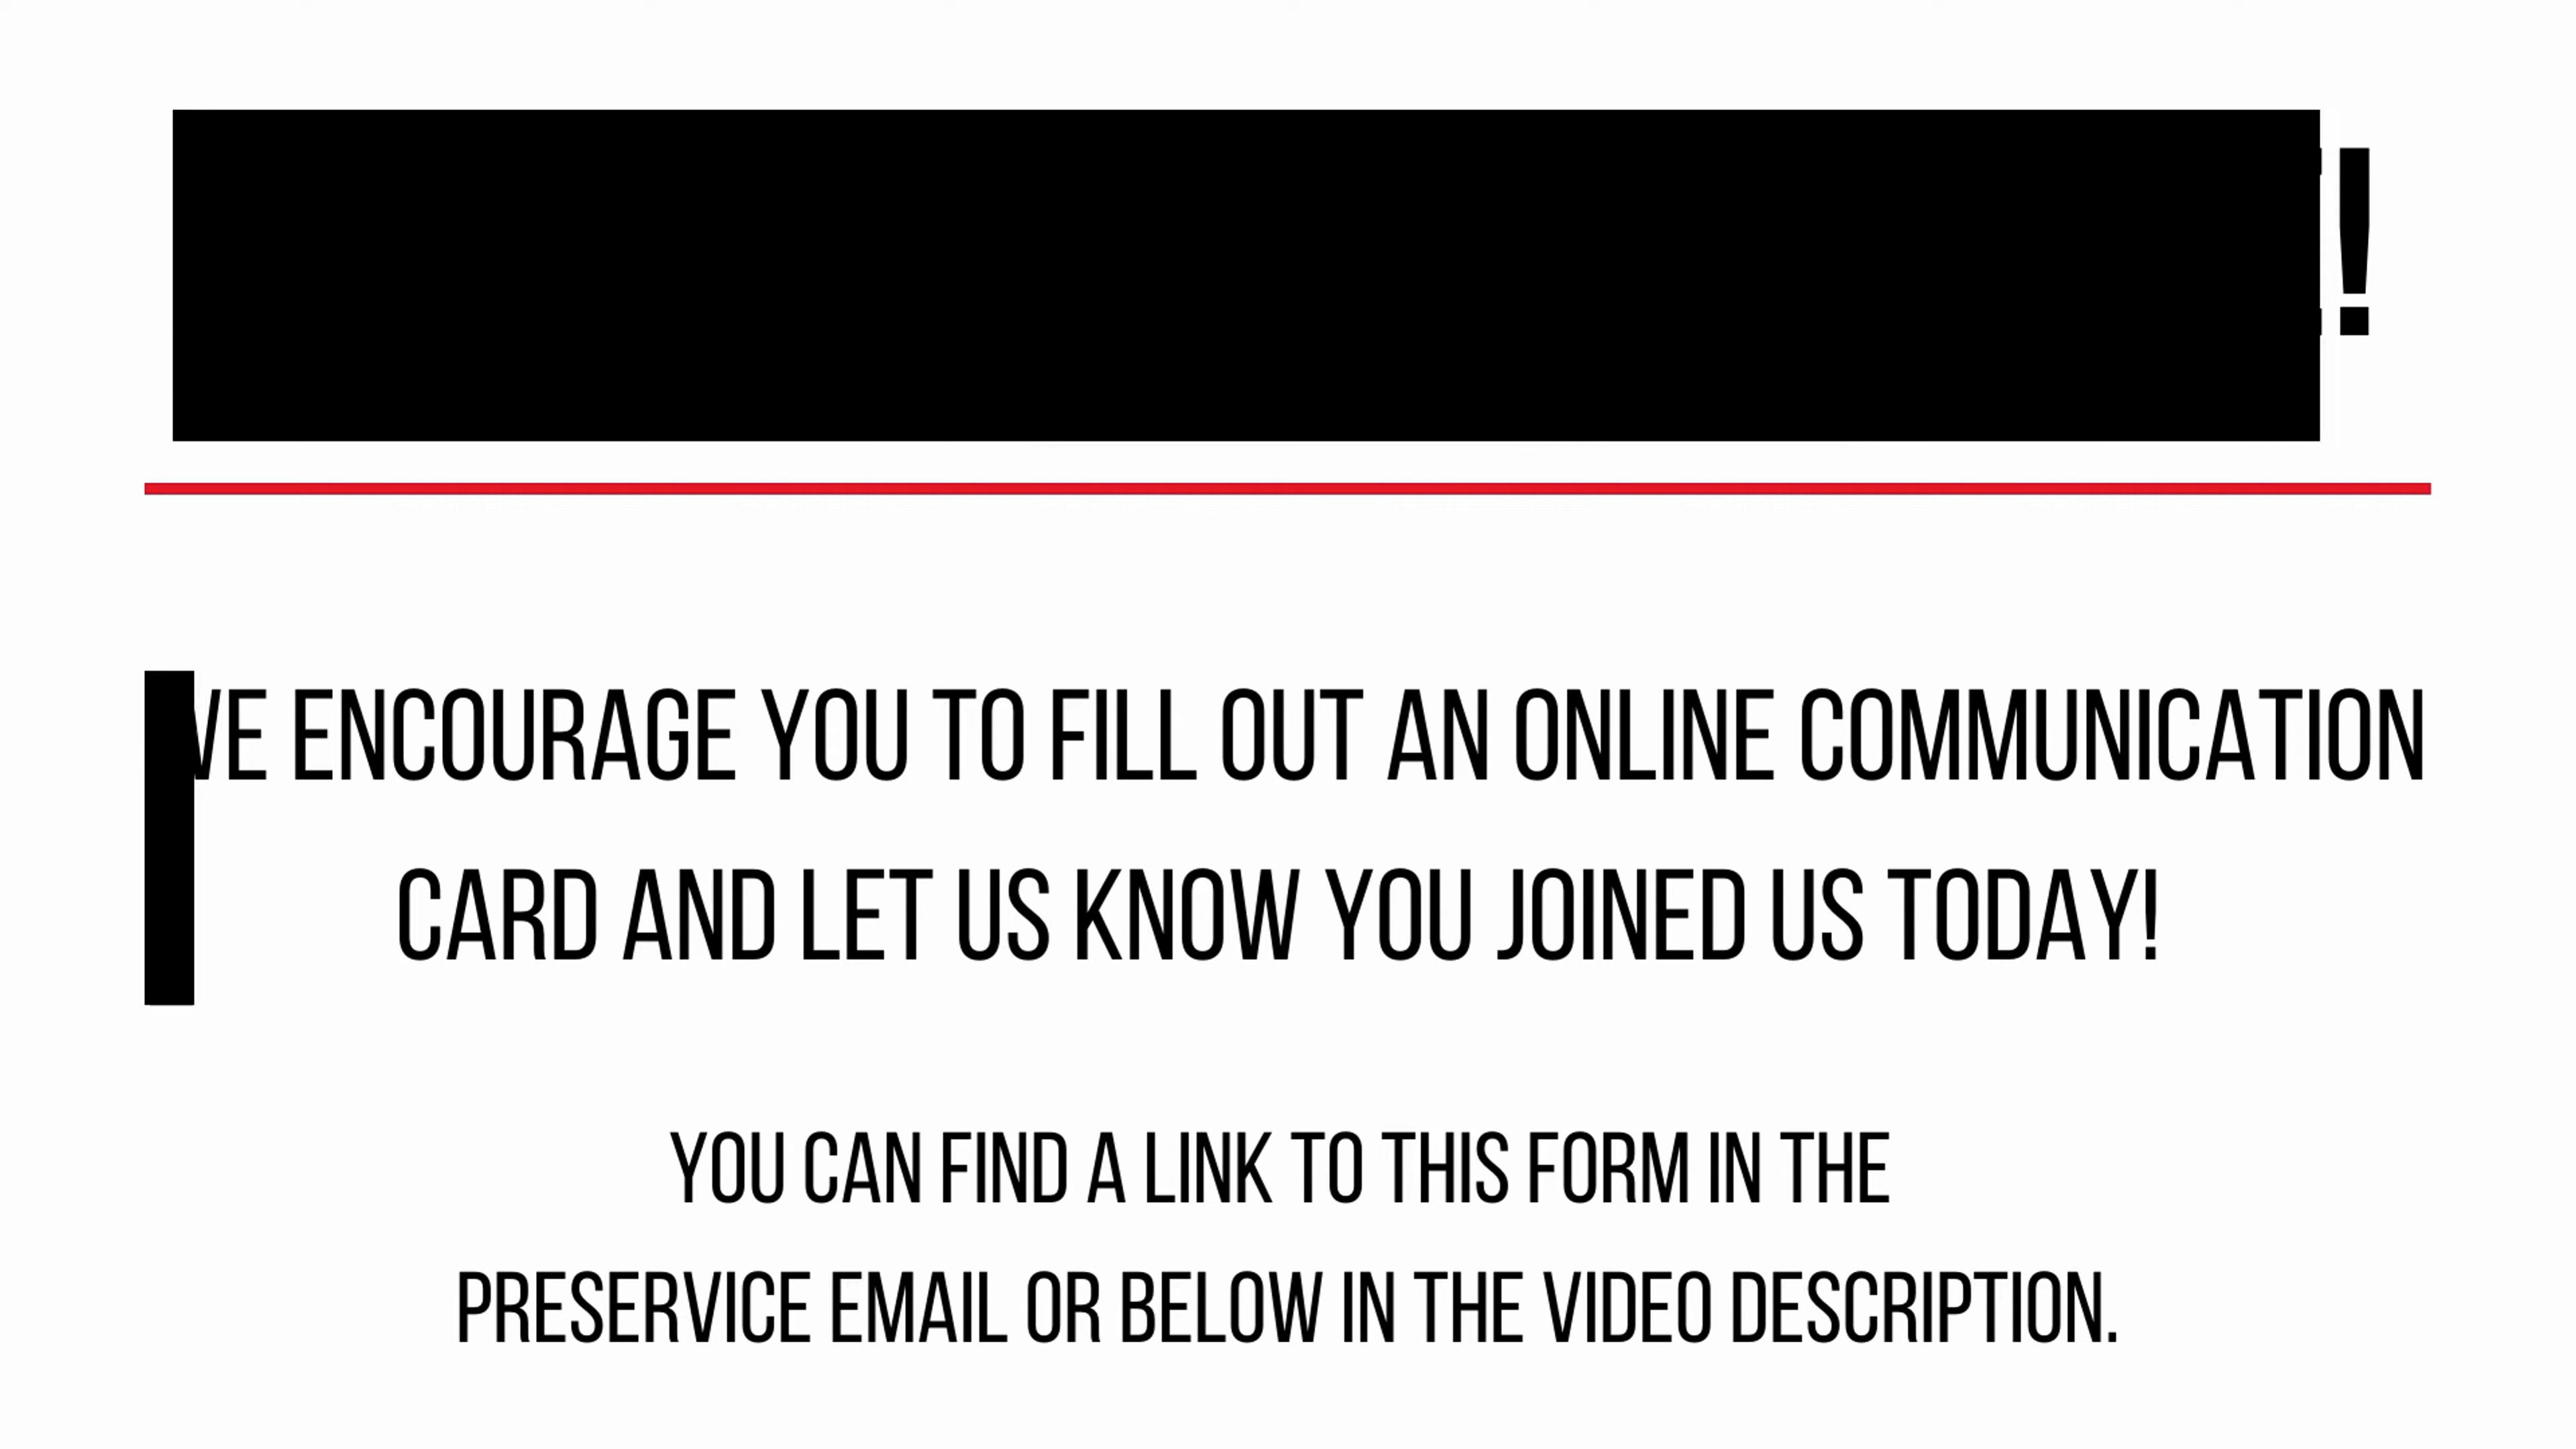 WE ENCOURAGE YOU TO FILL OUT AN ONLINE COMMUNICATION
CARD AND LET US KNOW YOU JOINED US TODAY!
YOU CAN FIND A LINK TO THIS FORM IN THE
PRESERVICE EMAIL OR BELOW IN THE VIDEO DESCRIPTION.